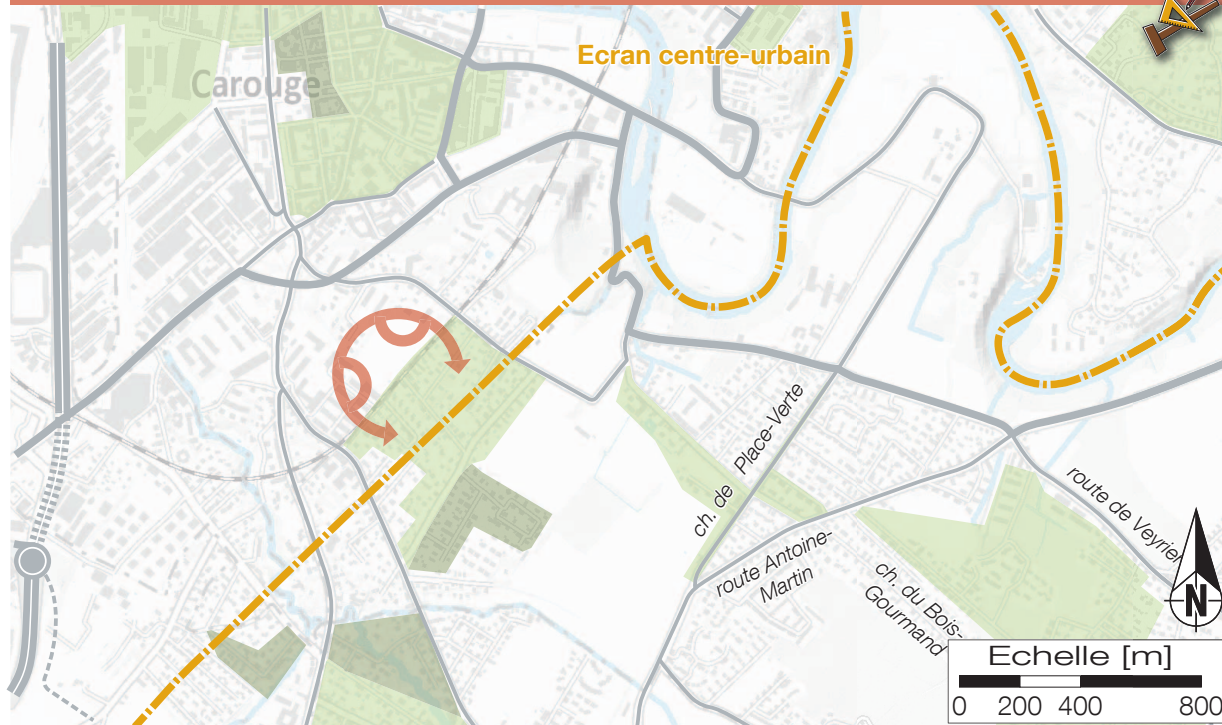 Ecran centre-urbain
Carouge
ch. de Place-Verte
route de Veyrier
route Antoine-
Martin
ch. du Bois-
Gourmand
N
Echelle [m]
0 200 400 800